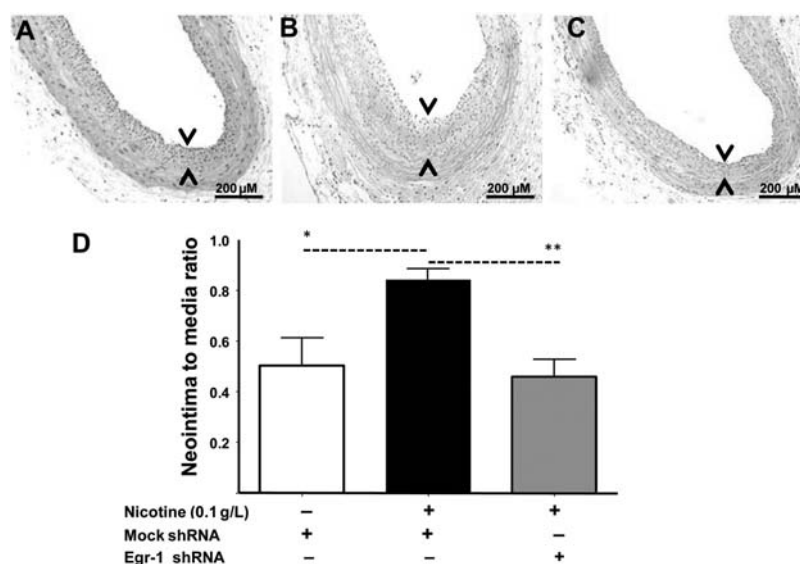 A
B
C
200 µM
200 µM
200 µM
D
Neointima to media ratio
1.0
0.8
0.6
0.4
0.2
*
**
Nicotine (0.1 g/L) – + +
Mock shRNA + + –
Egr-1 shRNA – – +